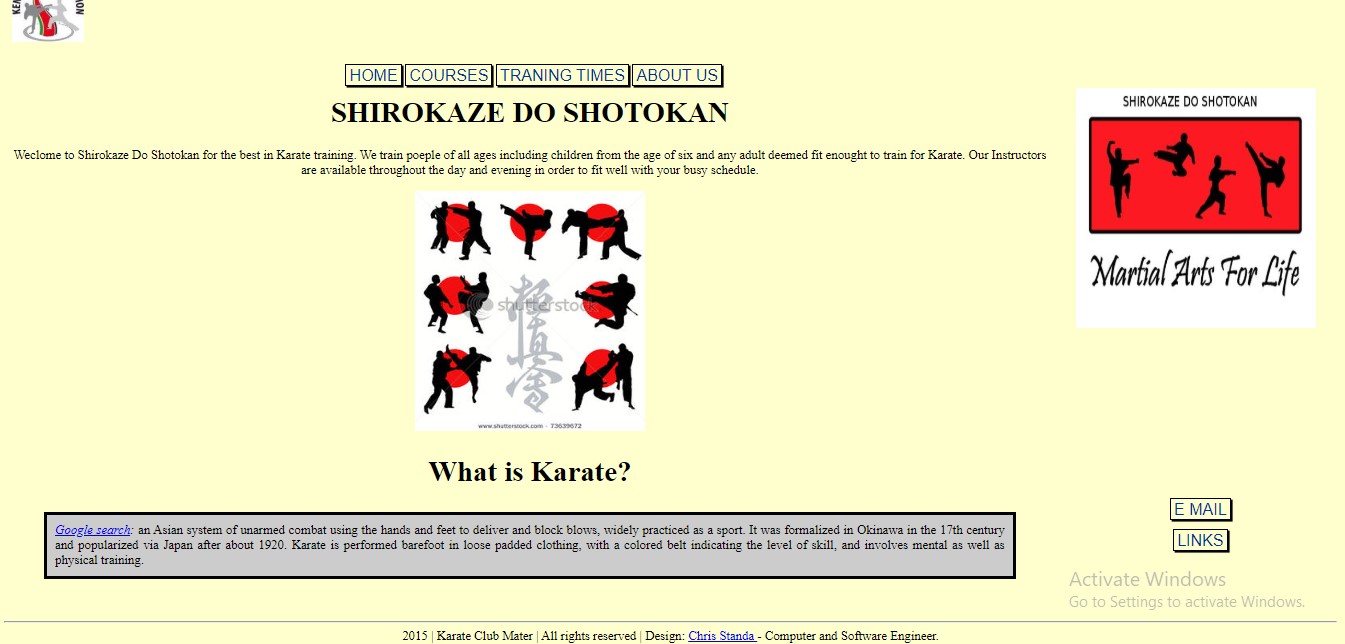 HOME COURSES TRANING TIMES ABOUT US
SHIROKAZE DO SHOTOKAN
Weclome to Shirokaze Do Shotokan for the best in Karate training. We train poeple of all ages including children from the age of six and any adult deemed fit enought to train for Karate. Our Instructors
are available throughout the day and evening in order to fit well with your busy schedule.
shutterstock
www.shutterstock.com · 73639672
SHIROKAZE DO SHOTOKAN
Martial Arts For Life
What is Karate?
Google search: an Asian system of unarmed combat using the hands and feet to deliver and block blows, widely practiced as a sport. It was formalized in Okinawa in the 17th century
and popularized via Japan after about 1920. Karate is performed barefoot in loose padded clothing, with a colored belt indicating the level of skill, and involves mental as well as
physical training.
E MAIL
LINKS
Activate Windows
Go to Settings to activate Windows.
2015 | Karate Club Mater | All rights reserved | Design: Chris Standa - Computer and Software Engineer.